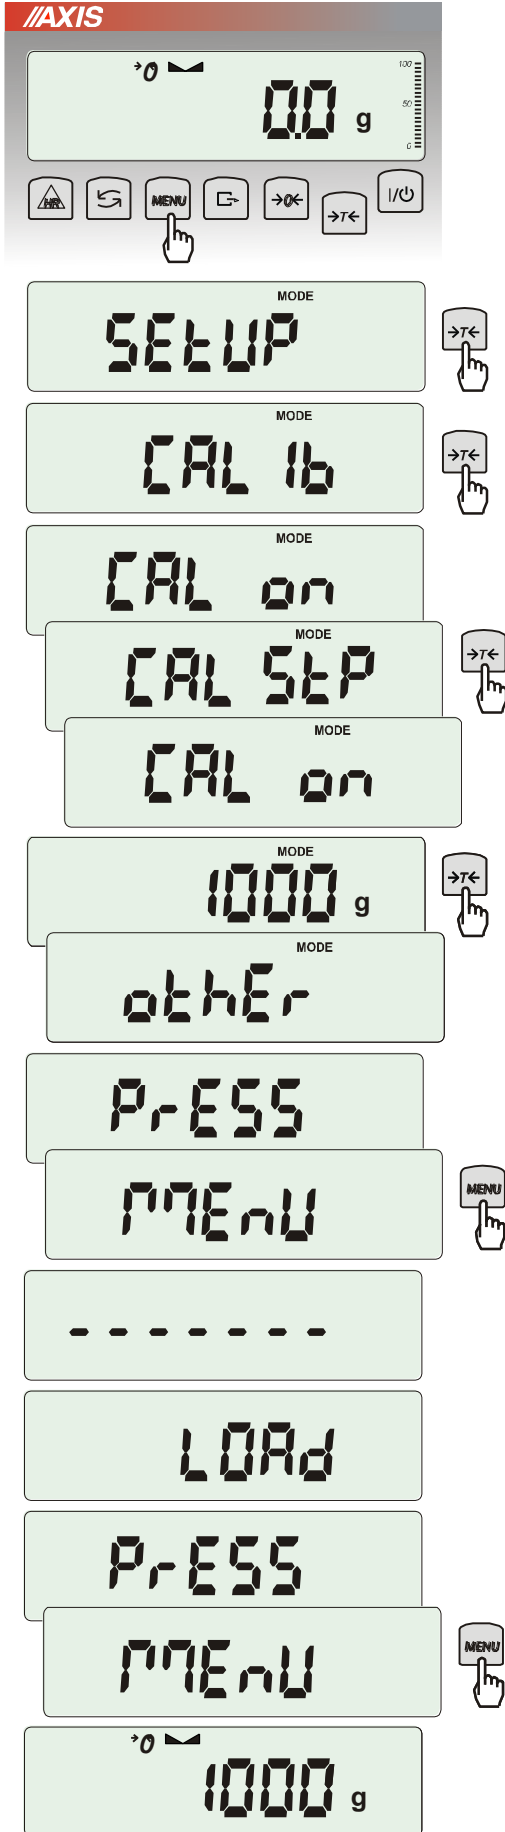 AXIS
→0← 0.0 g 100
50
0
HR MENU →0← →T← I/⏻
MODE
SEtUP →T←
MODE
CAL Ib →T←
MODE
CAL on
MODE
CAL StP →T←
MODE
CAL on
MODE
1000 g →T←
MODE
othEr
PrESS
MEnU MENU
- - - - - - -
LOAd
PrESS
MEnU MENU
→0←
1000 g